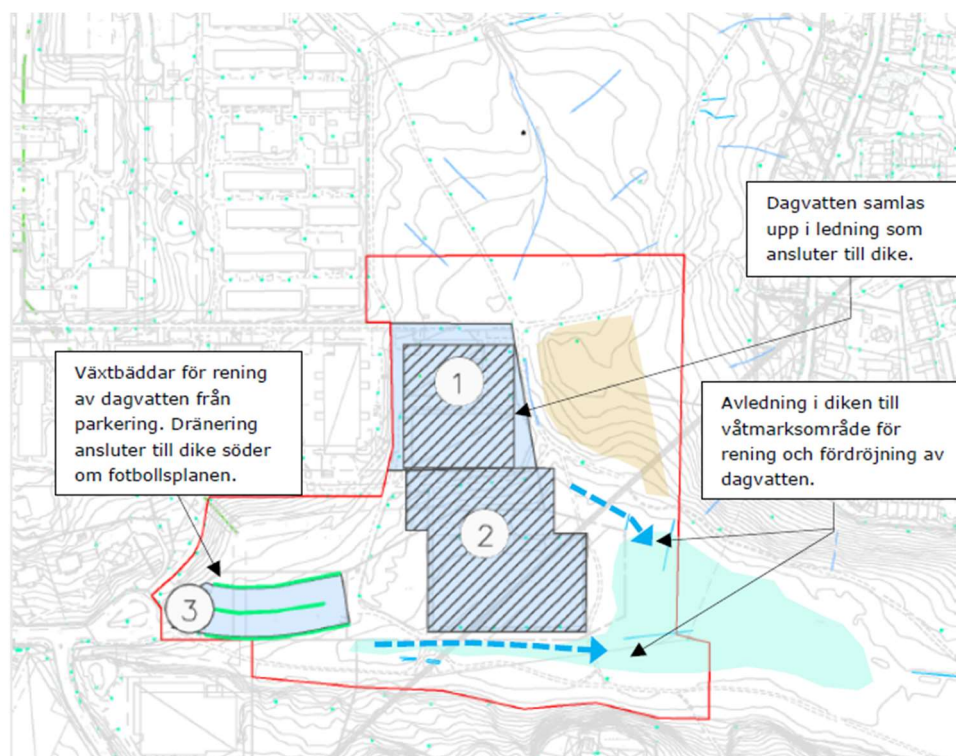 Dagvatten samlas
upp i ledning som
ansluter till dike.
Växtbäddar för rening
av dagvatten från
parkering. Dränering
ansluter till dike söder
om fotbollsplanen.
1
Avledning i diken till
våtmarksområde för
rening och fördröjning av
dagvatten.
2
3